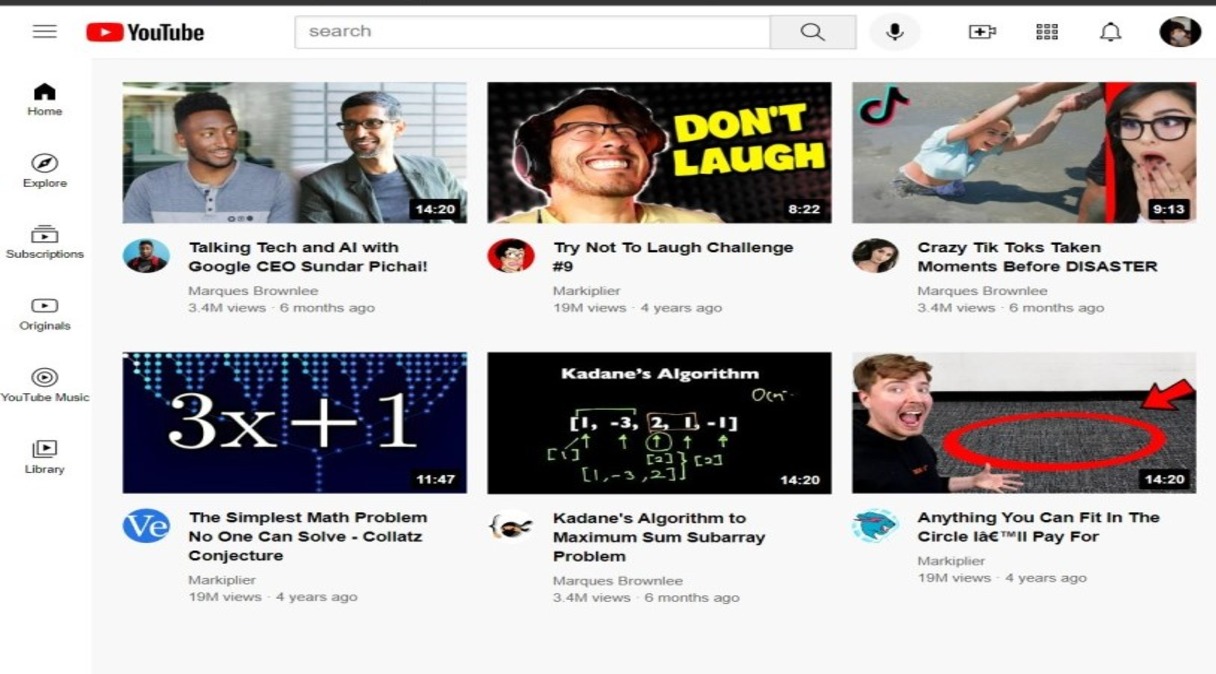 YouTube
search
Home
Explore
Subscriptions
Originals
YouTube Music
Library
14:20
DON'T
LAUGH
8:22
9:13
Talking Tech and AI with
Google CEO Sundar Pichai!
Marques Brownlee
3.4M views · 6 months ago
Try Not To Laugh Challenge
#9
Markiplier
19M views · 4 years ago
Crazy Tik Toks Taken
Moments Before DISASTER
Marques Brownlee
3.4M views · 6 months ago
3x+1
11:47
Kadane's Algorithm
[1, -3, 2, 1, -1]
[1]
[2]
[2]
[1,-3,2]
14:20
14:20
Ve
The Simplest Math Problem
No One Can Solve - Collatz
Conjecture
Markiplier
19M views · 4 years ago
Kadane's Algorithm to
Maximum Sum Subarray
Problem
Marques Brownlee
3.4M views · 6 months ago
Anything You Can Fit In The
Circle Iâ€™ll Pay For
Markiplier
19M views · 4 years ago